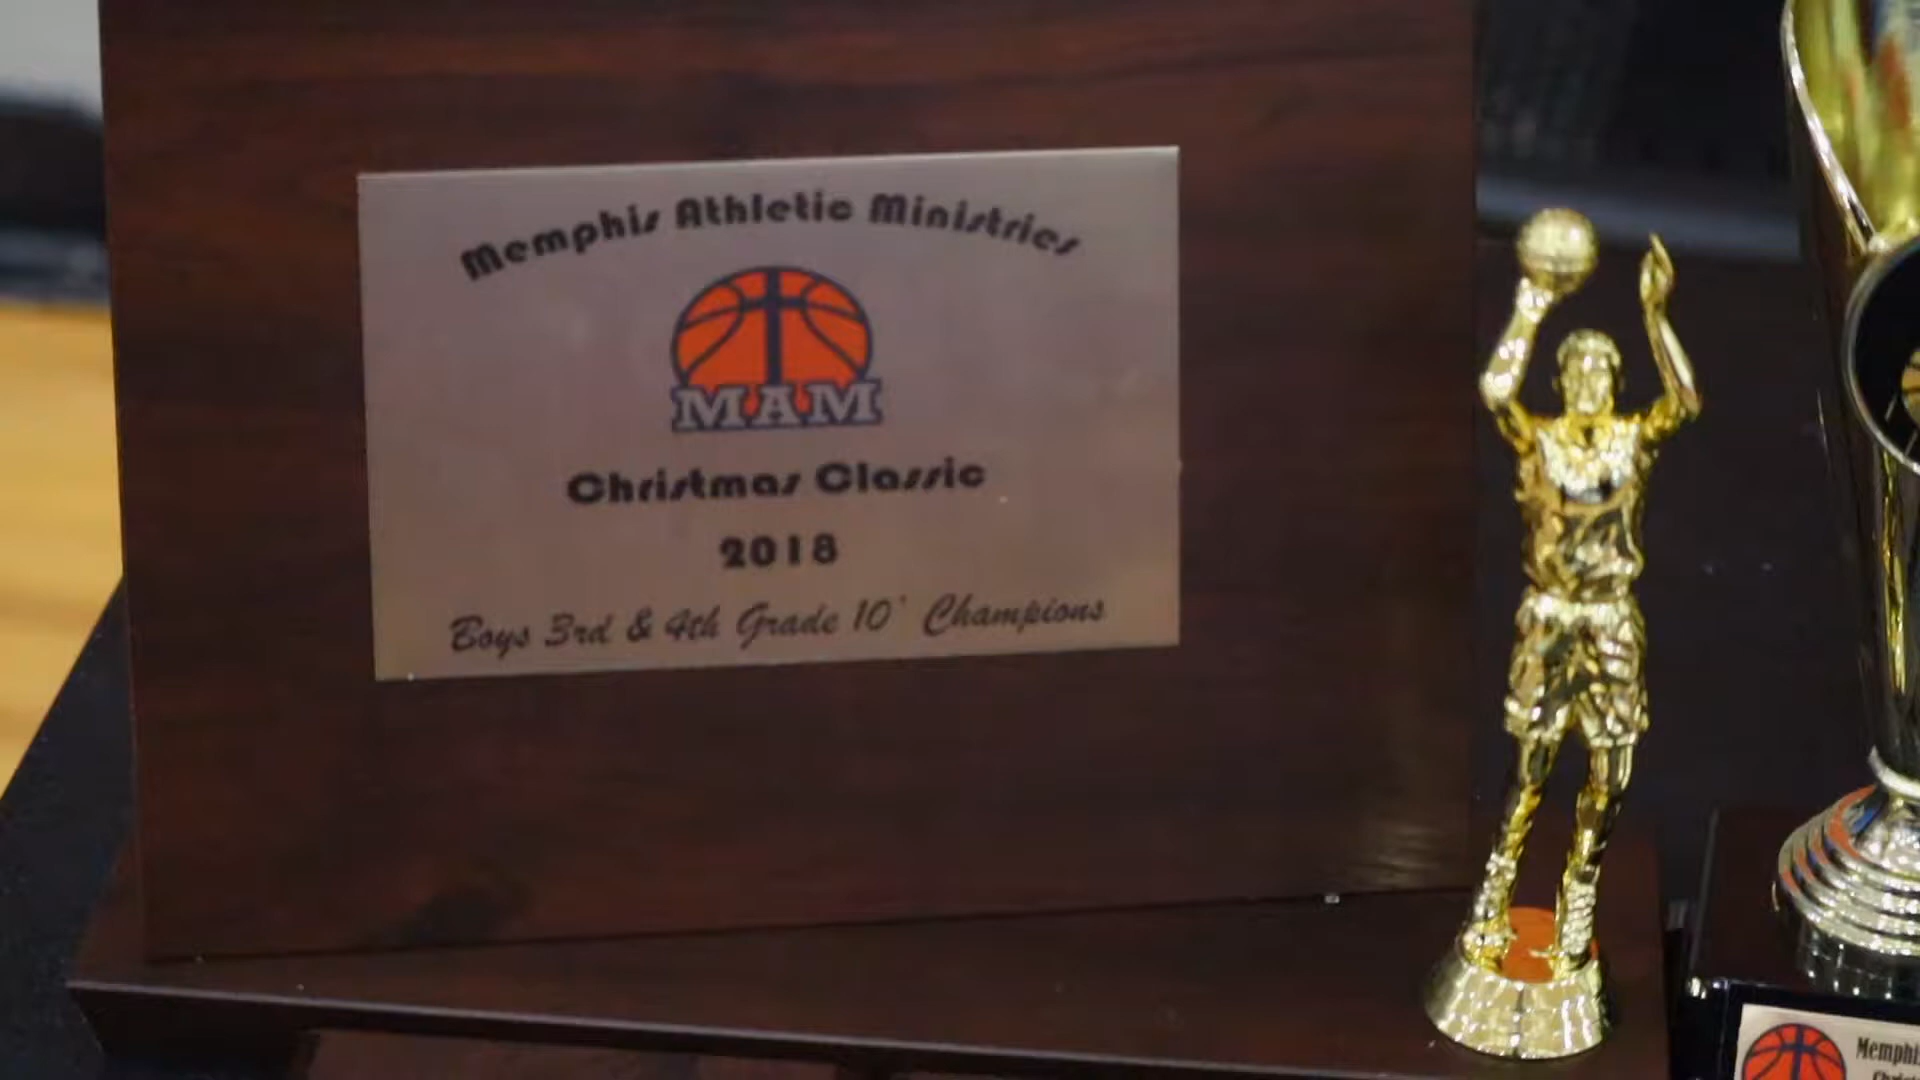 Memphis Athletic Ministries
MAM
Christmas Classic
2018
Boys 3rd & 4th Grade 10' Champions